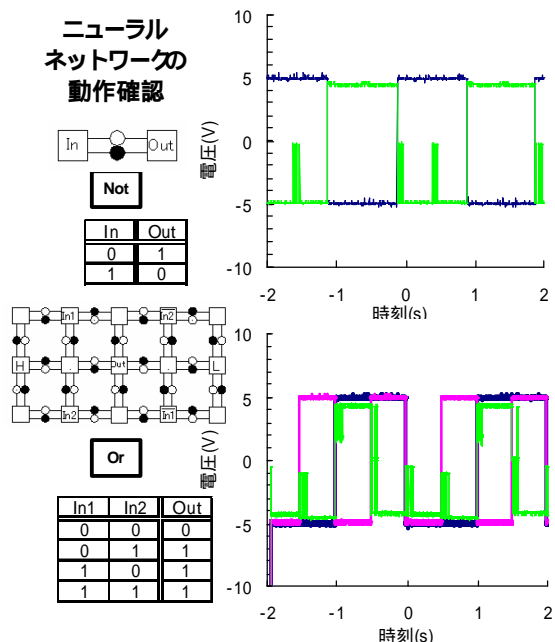 ニューラル
ネットワークの
動作確認
In Out
Not
In Out
0 1
1 0
電圧(V)
10
5
0
-5
-10
-2 -1 0 1 2
時刻(s)
In1 In2
H . Out . L
In2 In1
Or
In1 In2 Out
0 0 0
0 1 1
1 0 1
1 1 1
電圧(V)
10
5
0
-5
-10
-2 -1 0 1 2
時刻(s)